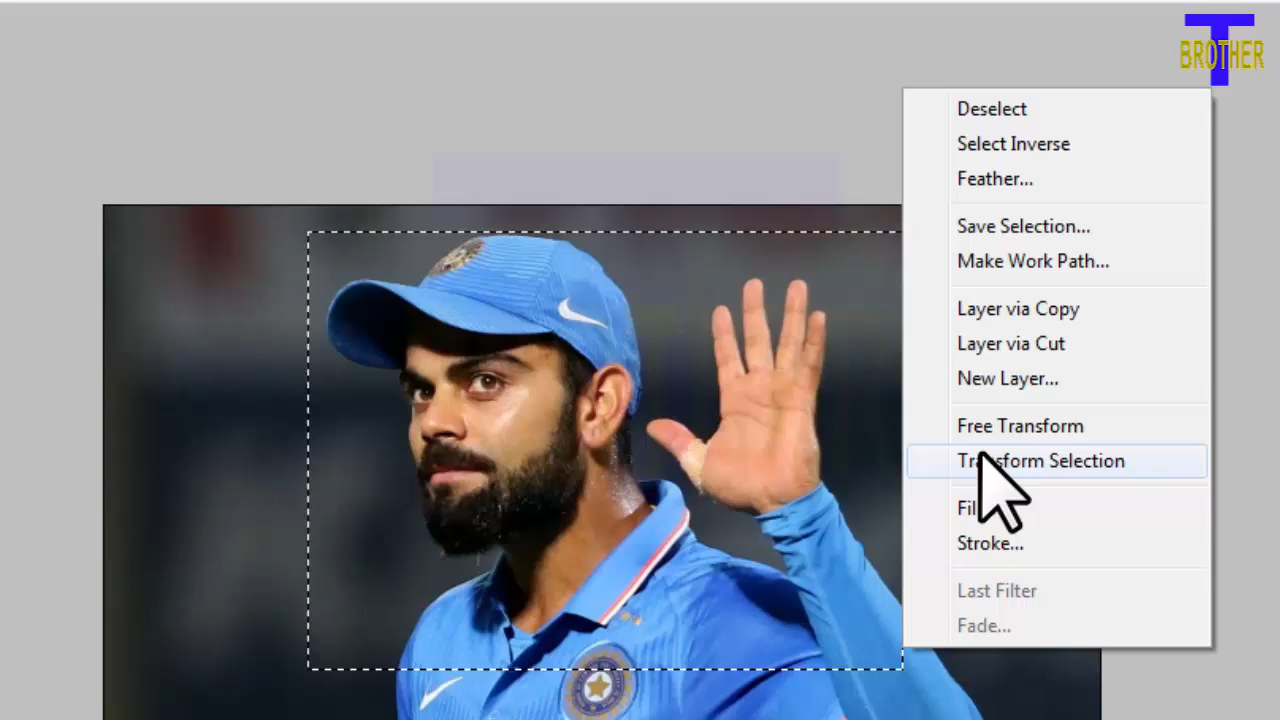 T
BROTHER
Deselect
Select Inverse
Feather...
Save Selection...
Make Work Path...
Layer via Copy
Layer via Cut
New Layer...
Free Transform
Transform Selection
Stroke...
Last Filter
Fade...